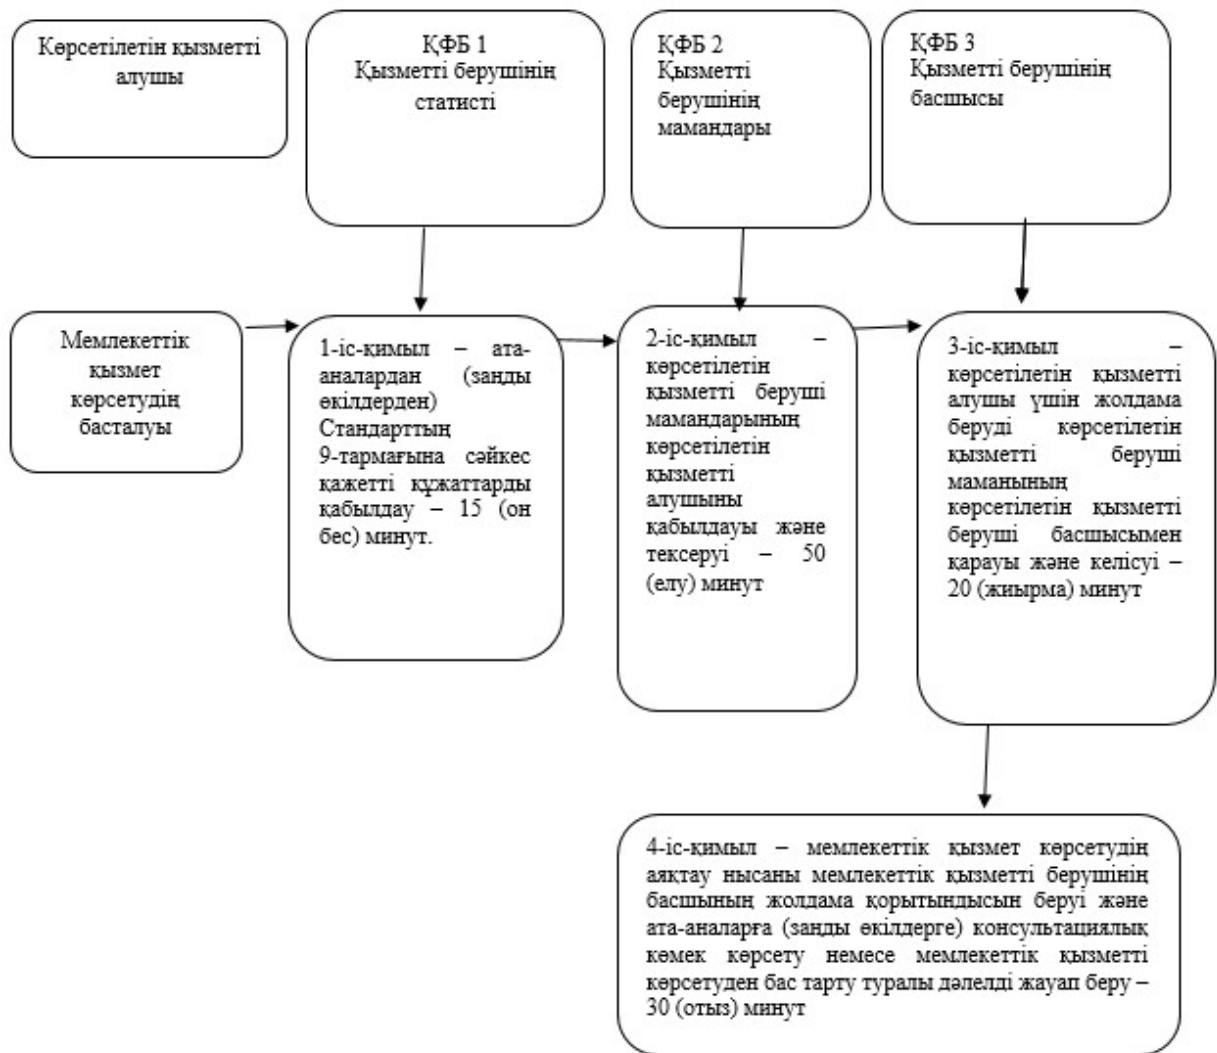 Көрсетілетін қызметті
алушы
ҚФБ 1
Қызметті берушінің
статисті
ҚФБ 2
Қызметті
берушінің
мамандары
ҚФБ 3
Қызметті берушінің
басшысы
Мемлекеттік
қызмет
көрсетудің
басталуы
1-іс-қимыл – ата-
аналардан (заңды
өкілдерден)
Стандарттың
9-тармағына сәйкес
қажетті құжаттарды
қабылдау – 15 (он
бес) минут.
2-іс-қимыл –
көрсетілетін
қызметті беруші
мамандарының
көрсетілетін
қызметті
алушыны
қабылдауы және
тексеруі – 50
(елу) минут
3-іс-қимыл –
көрсетілетін қызметті
алушы үшін жолдама
беруді көрсетілетін
қызметті беруші
маманының
көрсетілетін қызметті
беруші басшысымен
қарауы және келісуі –
20 (жиырма) минут
4-іс-қимыл – мемлекеттік қызмет көрсетудің
аяқтау нысаны мемлекеттік қызметті берушінің
басшының жолдама қорытындысын беруі және
ата-аналарға (заңды өкілдерге) консультациялық
көмек көрсету немесе мемлекеттік қызметті
көрсетуден бас тарту туралы дәлелді жауап беру –
30 (отыз) минут